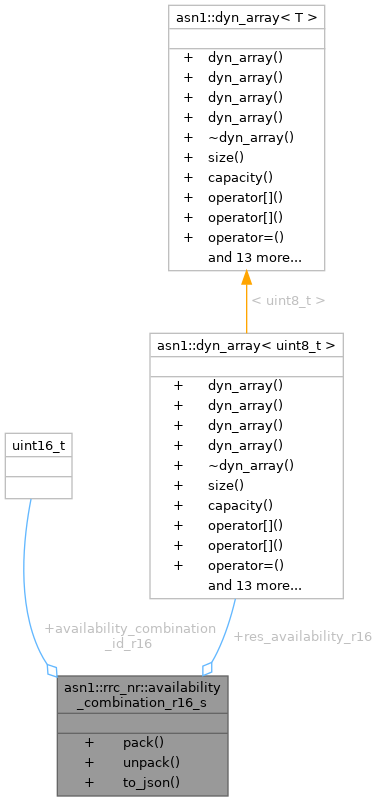 asn1::dyn_array< T >
+ dyn_array()
+ dyn_array()
+ dyn_array()
+ dyn_array()
+ ~dyn_array()
+ size()
+ capacity()
+ operator[]()
+ operator[]()
+ operator=()
and 13 more...
< uint8_t >
asn1::dyn_array< uint8_t >
+ dyn_array()
+ dyn_array()
+ dyn_array()
+ dyn_array()
+ ~dyn_array()
+ size()
+ capacity()
+ operator[]()
+ operator[]()
+ operator=()
and 13 more...
uint16_t
+availability_combination
_id_r16
+res_availability_r16
asn1::rrc_nr::availability
_combination_r16_s
+ pack()
+ unpack()
+ to_json()